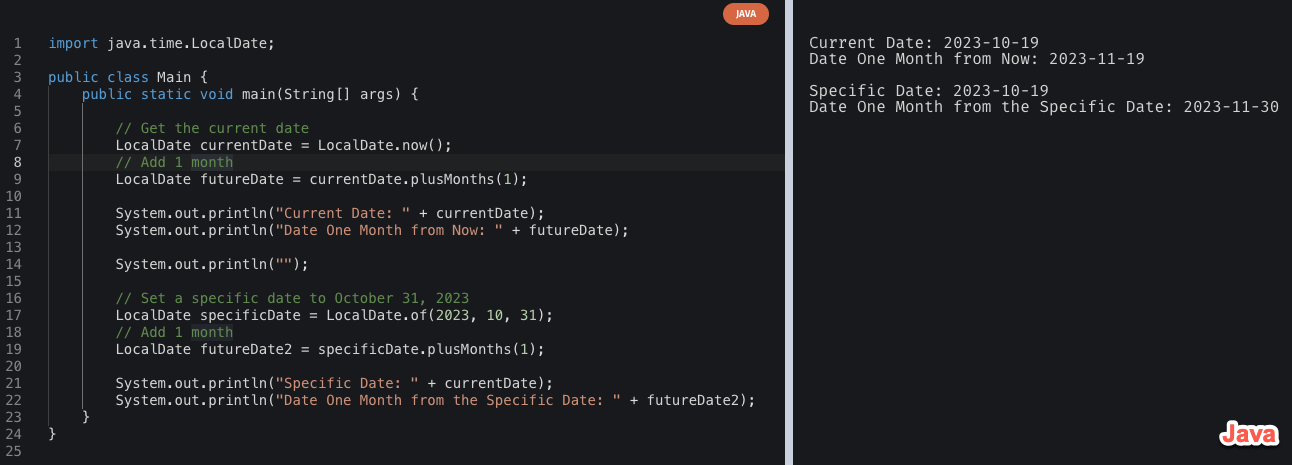 JAVA
1 import java.time.LocalDate;
2
3 public class Main {
4     public static void main(String[] args) {
5
6         // Get the current date
7         LocalDate currentDate = LocalDate.now();
8         // Add 1 month
9         LocalDate futureDate = currentDate.plusMonths(1);
10
11         System.out.println("Current Date: " + currentDate);
12         System.out.println("Date One Month from Now: " + futureDate);
13
14         System.out.println("");
15
16         // Set a specific date to October 31, 2023
17         LocalDate specificDate = LocalDate.of(2023, 10, 31);
18         // Add 1 month
19         LocalDate futureDate2 = specificDate.plusMonths(1);
20
21         System.out.println("Specific Date: " + currentDate);
22         System.out.println("Date One Month from the Specific Date: " + futureDate2);
23     }
24 }
25
Current Date: 2023-10-19
Date One Month from Now: 2023-11-19
Specific Date: 2023-10-19
Date One Month from the Specific Date: 2023-11-30
Java